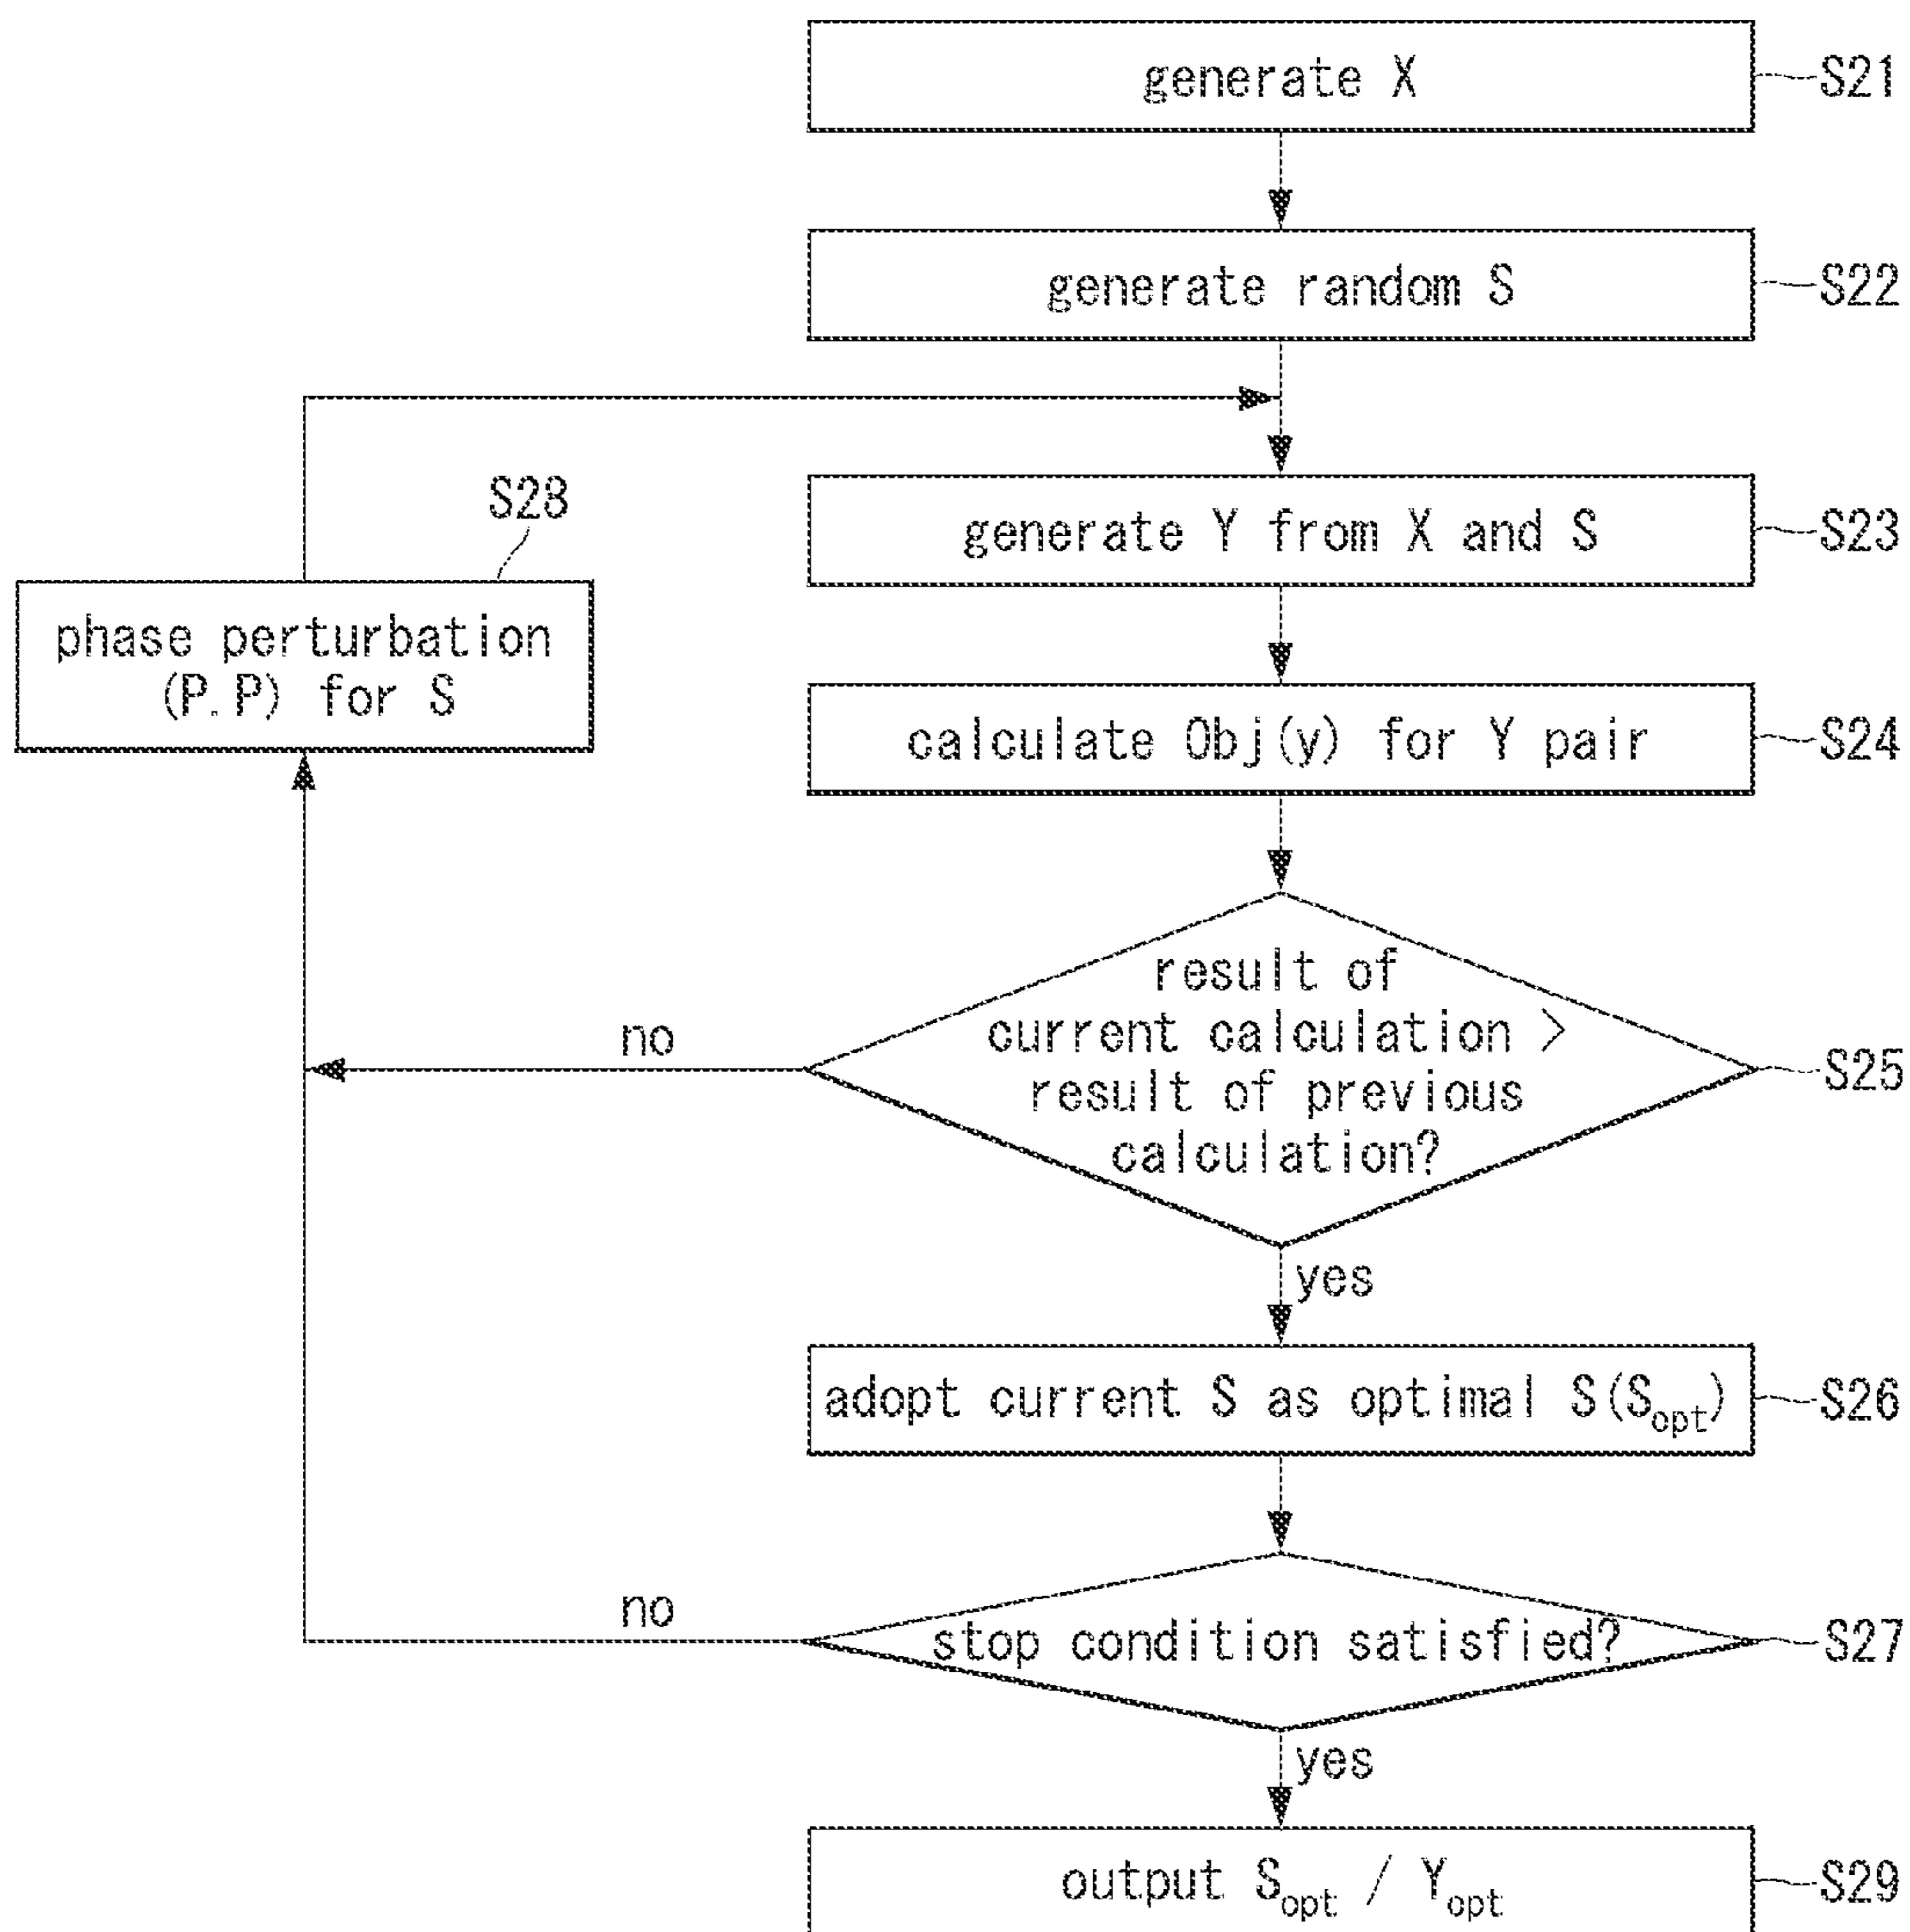 generate X
S21
generate random S
S22
S28
generate Y from X and S
S23
phase perturbation
(P.P) for S
calculate Obj(y) for Y pair
S24
result of
current calculation >
result of previous
calculation?
no
S25
yes
adopt current S as optimal S(Sopt)
S26
no
stop condition satisfied?
S27
yes
output Sopt / Yopt
S29